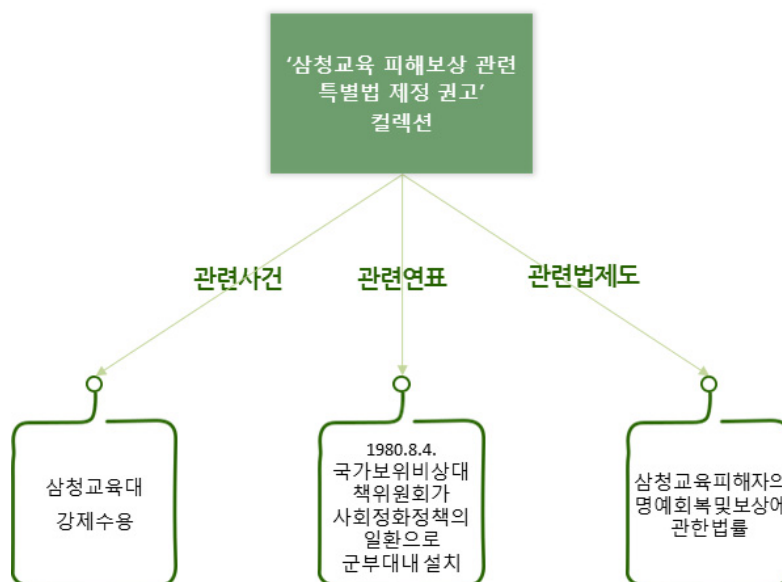 ‘삼청교육 피해보상 관련
특별법 제정 권고’
컬렉션
관련사건
관련연표
관련법제도
삼청교육대
강제수용
1980.8.4.
국가보위비상대
책위원회가
사회정화정책의
일환으로
군부대내 설치
삼청교육피해자의
명예회복및보상에
관한법률